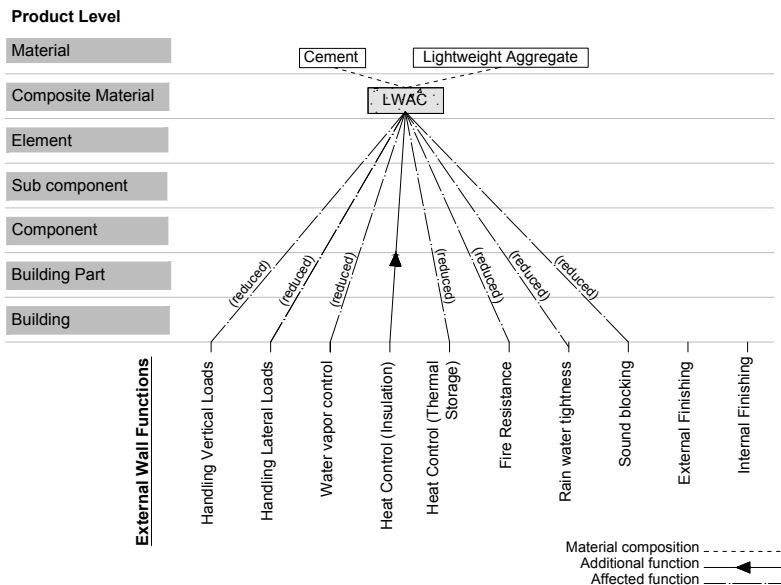 Product Level
Material
Cement
Lightweight Aggregate
Composite Material
LWAC
Element
Sub component
Component
Building Part
Building
(reduced)
(reduced)
(reduced)
(reduced)
(reduced)
(reduced)
(reduced)
External Wall Functions
Handling Vertical Loads
Handling Lateral Loads
Water vapor control
Heat Control (Insulation)
Heat Control (Thermal
Storage)
Fire Resistance
Rain water tightness
Sound blocking
External Finishing
Internal Finishing
Material composition
Additional function
Affected function